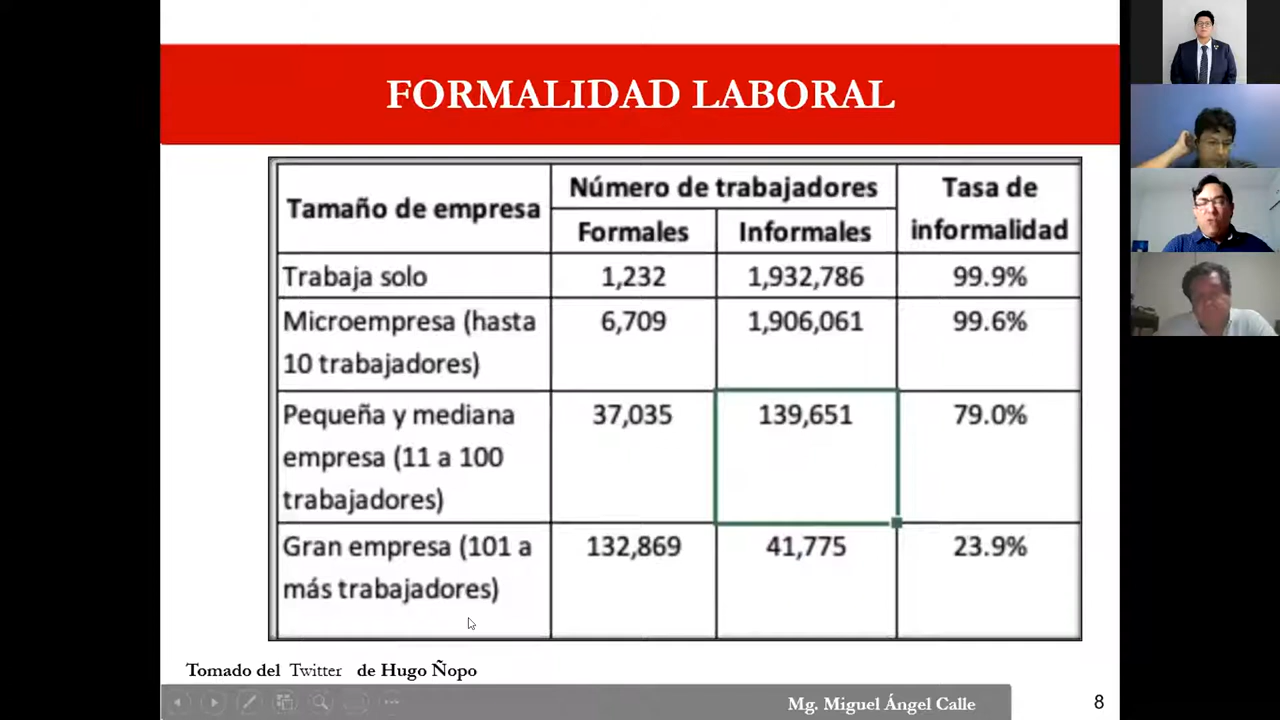 FORMALIDAD LABORAL
Tamaño de empresa
Número de trabajadores
Tasa de
informalidad
Formales
Informales
Trabaja solo
1,232
1,932,786
99.9%
Microempresa (hasta
10 trabajadores)
6,709
1,906,061
99.6%
Pequeña y mediana
empresa (11 a 100
trabajadores)
37,035
139,651
79.0%
Gran empresa (101 a
más trabajadores)
132,869
41,775
23.9%
Tomado del Twitter de Hugo Ñopo
Mg. Miguel Ángel Calle
8